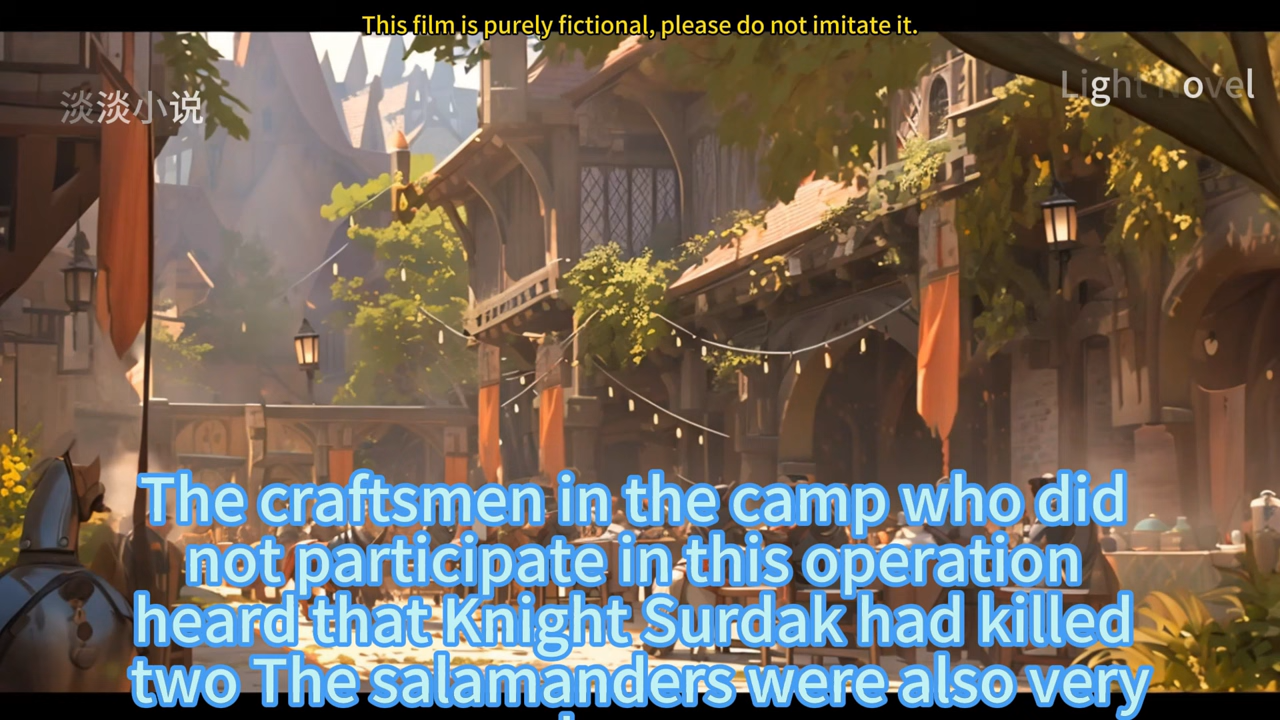 This film is purely fictional, please do not imitate it.
淡淡小说
Light Novel
The craftsmen in the camp who did
not participate in this operation
heard that Knight Surdak had killed
two The salamanders were also very